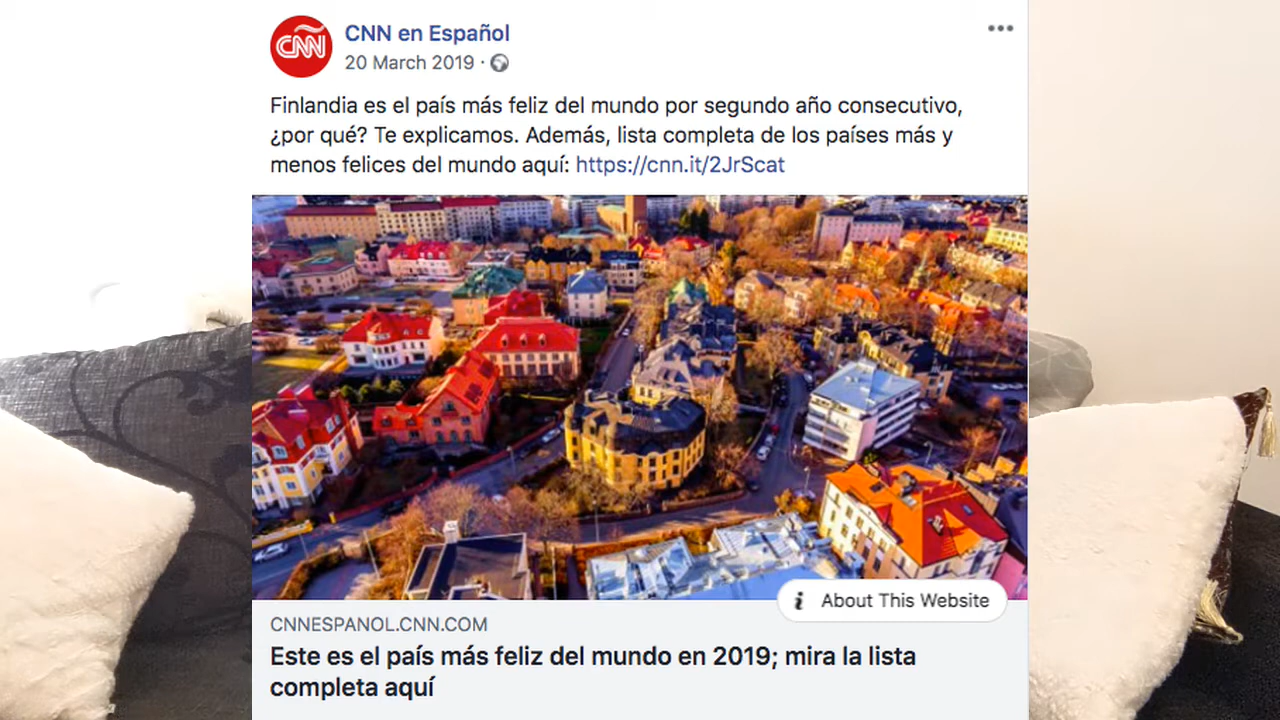 CNN
CNN en Español
20 March 2019 ·
Finlandia es el país más feliz del mundo por segundo año consecutivo,
¿por qué? Te explicamos. Además, lista completa de los países más y
menos felices del mundo aquí: https://cnn.it/2JrScat
i About This Website
CNNESPANOL.CNN.COM
Este es el país más feliz del mundo en 2019; mira la lista
completa aquí